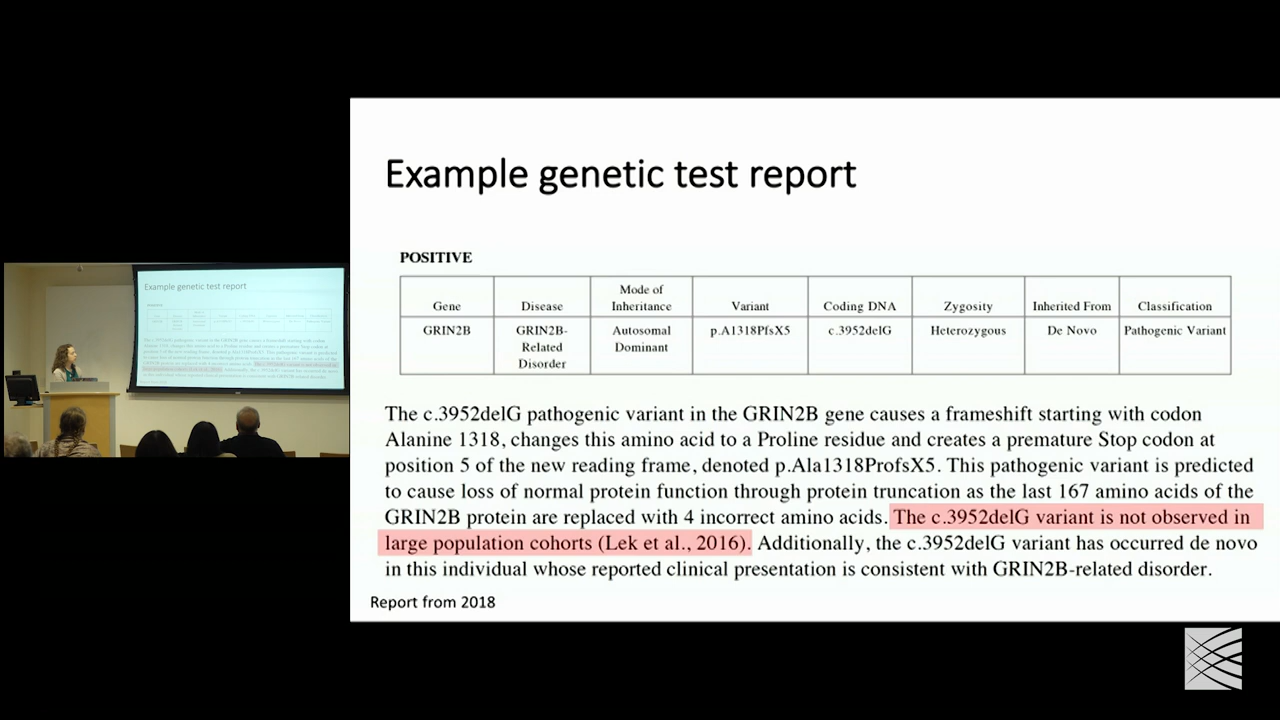 Example genetic test report
POSITIVE
Gene
Disease
Mode of
Inheritance
Variant
Coding DNA
Zygosity
Inherited From
Classification
GRIN2B
GRIN2B-
Related
Disorder
Autosomal
Dominant
p.A1318PfsX5
c.3952delG
Heterozygous
De Novo
Pathogenic Variant
The c.3952delG pathogenic variant in the GRIN2B gene causes a frameshift starting with codon
Alanine 1318, changes this amino acid to a Proline residue and creates a premature Stop codon at
position 5 of the new reading frame, denoted p.Ala1318ProfsX5. This pathogenic variant is predicted
to cause loss of normal protein function through protein truncation as the last 167 amino acids of the
GRIN2B protein are replaced with 4 incorrect amino acids. The c.3952delG variant is not observed in
large population cohorts (Lek et al., 2016). Additionally, the c.3952delG variant has occurred de novo
in this individual whose reported clinical presentation is consistent with GRIN2B-related disorder.
Report from 2018
Example genetic test report